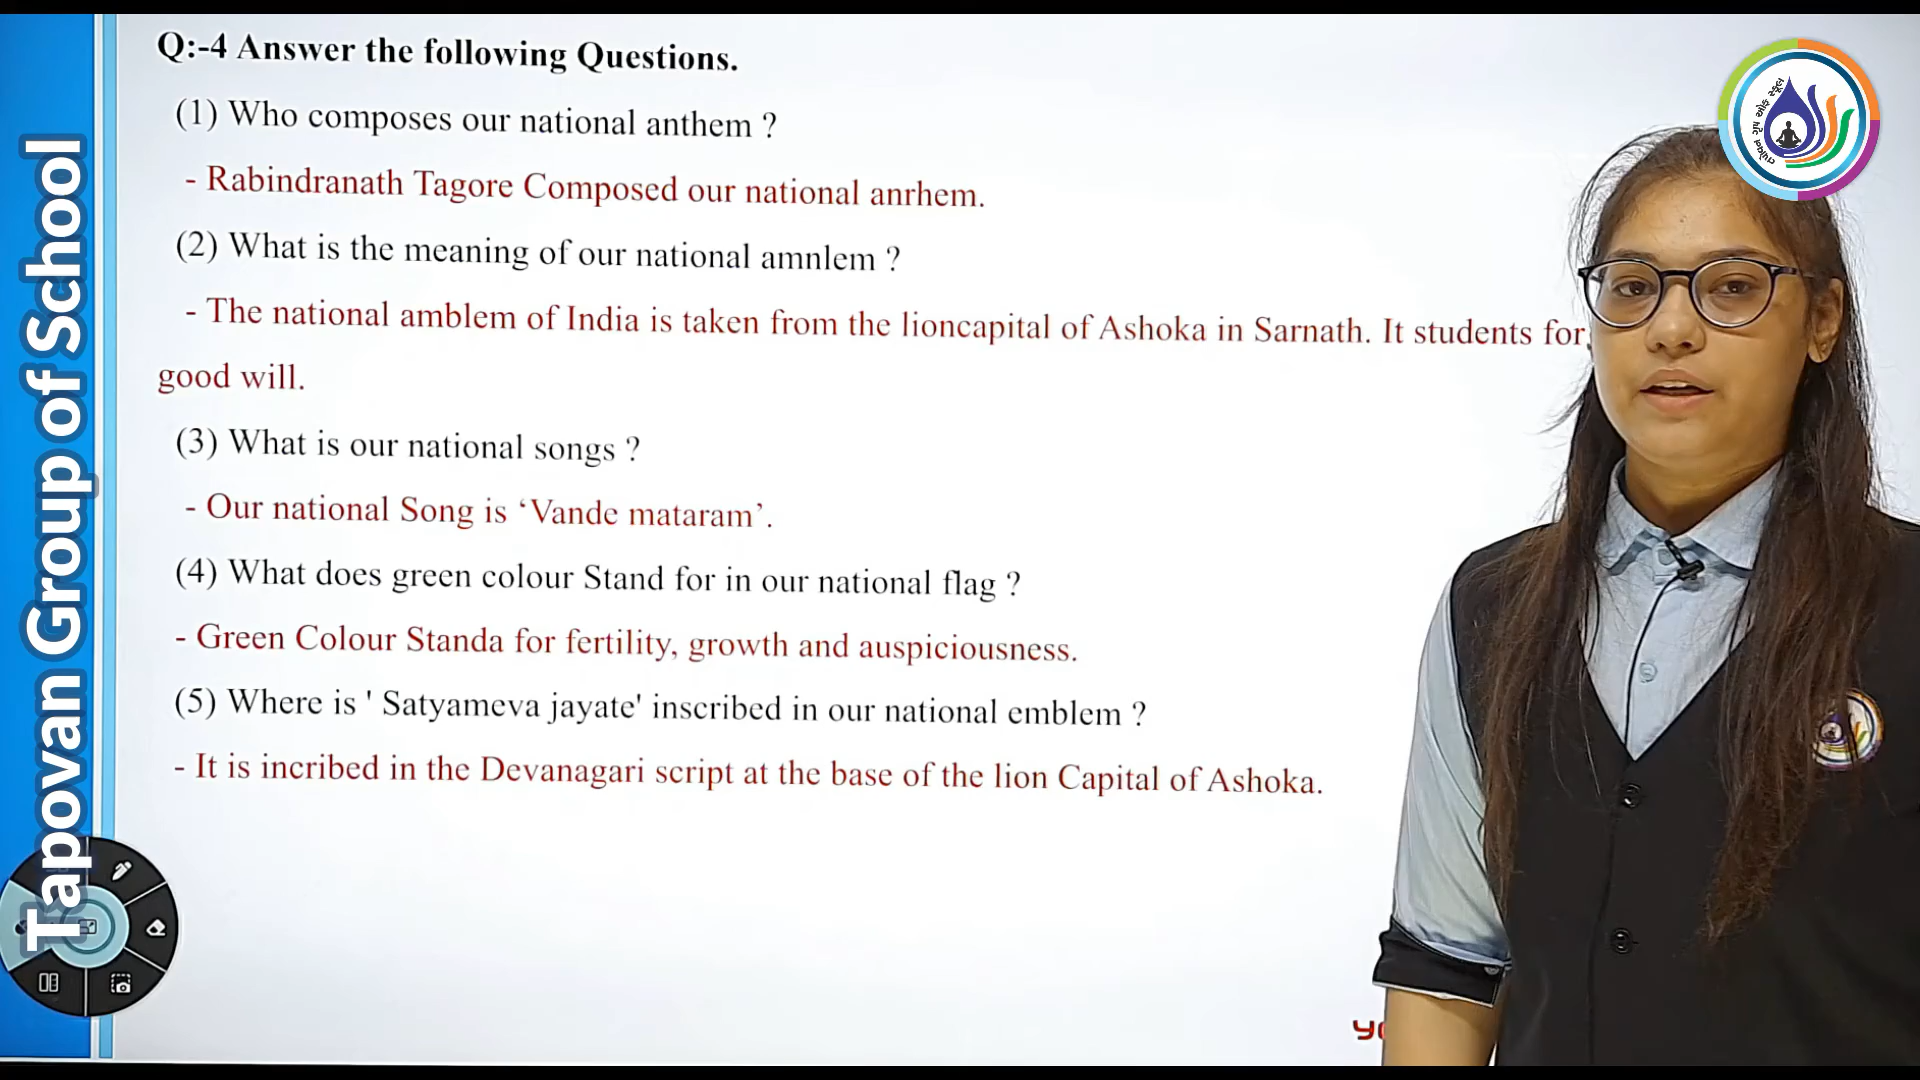 Q:-4 Answer the following Questions.
(1) Who composes our national anthem ?
- Rabindranath Tagore Composed our national anrhem.
(2) What is the meaning of our national amnlem ?
- The national amblem of India is taken from the lioncapital of Ashoka in Sarnath. It students for
good will.
(3) What is our national songs ?
- Our national Song is ‘Vande mataram’.
(4) What does green colour Stand for in our national flag ?
- Green Colour Standa for fertility, growth and auspiciousness.
(5) Where is ' Satyameva jayate' inscribed in our national emblem ?
- It is incribed in the Devanagari script at the base of the lion Capital of Ashoka.
Tapovan Group of School